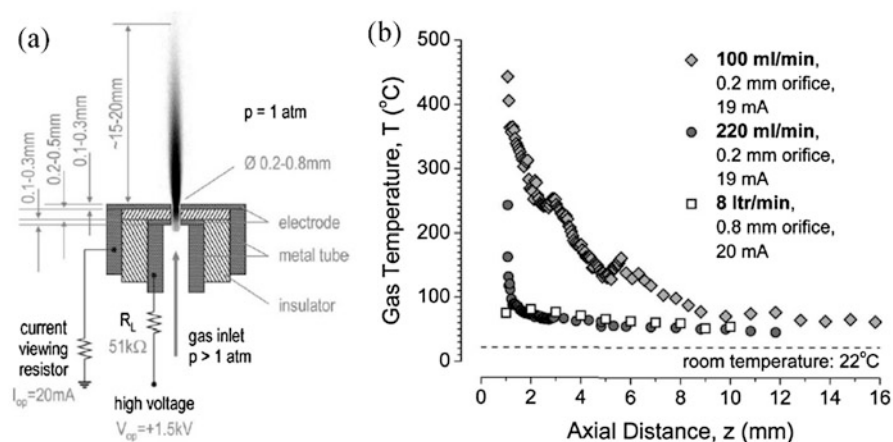 (a)
~15-20mm
0.1-0.3mm
0.2-0.5mm
0.1-0.3mm
p = 1 atm
Ø 0.2-0.8mm
electrode
metal tube
insulator
R_L
51kΩ
gas inlet
p > 1 atm
current
viewing
resistor
I_op=20mA
high voltage
V_op=+1.5kV
(b)
Gas Temperature, T (°C)
500
400
300
200
100
0
100 ml/min,
0.2 mm orifice,
19 mA
220 ml/min,
0.2 mm orifice,
19 mA
8 ltr/min,
0.8 mm orifice,
20 mA
room temperature: 22°C
0 2 4 6 8 10 12 14 16
Axial Distance, z (mm)